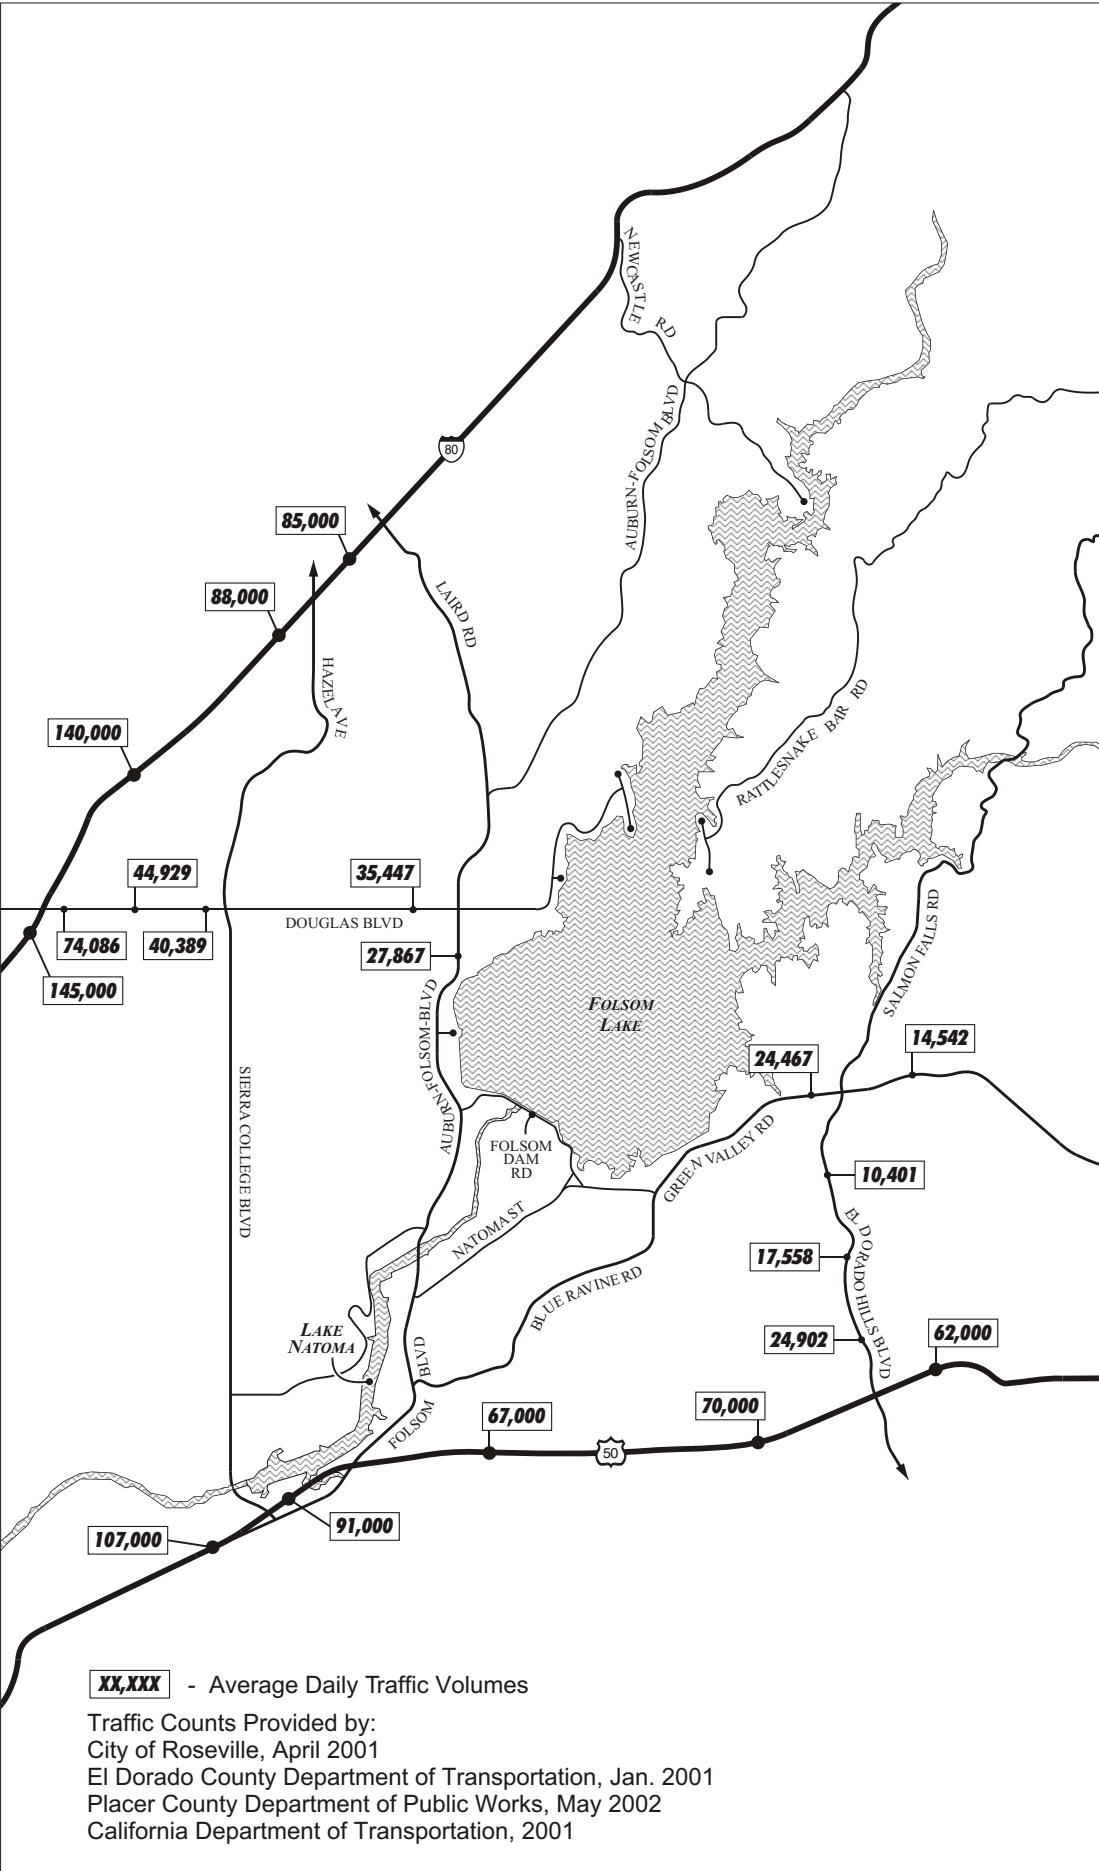 NEWCASTLE RD
AUBURN-FOLSOM BLVD
80
85,000
88,000
LAIRD RD
HAZEL AVE
140,000
RATTLESNAKE BAR RD
44,929
35,447
DOUGLAS BLVD
74,086
40,389
27,867
145,000
SALMON FALLS RD
FOLSOM
LAKE
AUBURN-FOLSOM-BLVD
14,542
24,467
SIERRA COLLEGE BLVD
FOLSOM
DAM
RD
GREEN VALLEY RD
10,401
NATOMA ST
EL DORADO HILLS BLVD
17,558
BLUE RAVINE RD
LAKE
NATOMA
24,902
62,000
FOLSOM BLVD
67,000
70,000
50
91,000
107,000
XX,XXX - Average Daily Traffic Volumes
Traffic Counts Provided by:
City of Roseville, April 2001
El Dorado County Department of Transportation, Jan. 2001
Placer County Department of Public Works, May 2002
California Department of Transportation, 2001